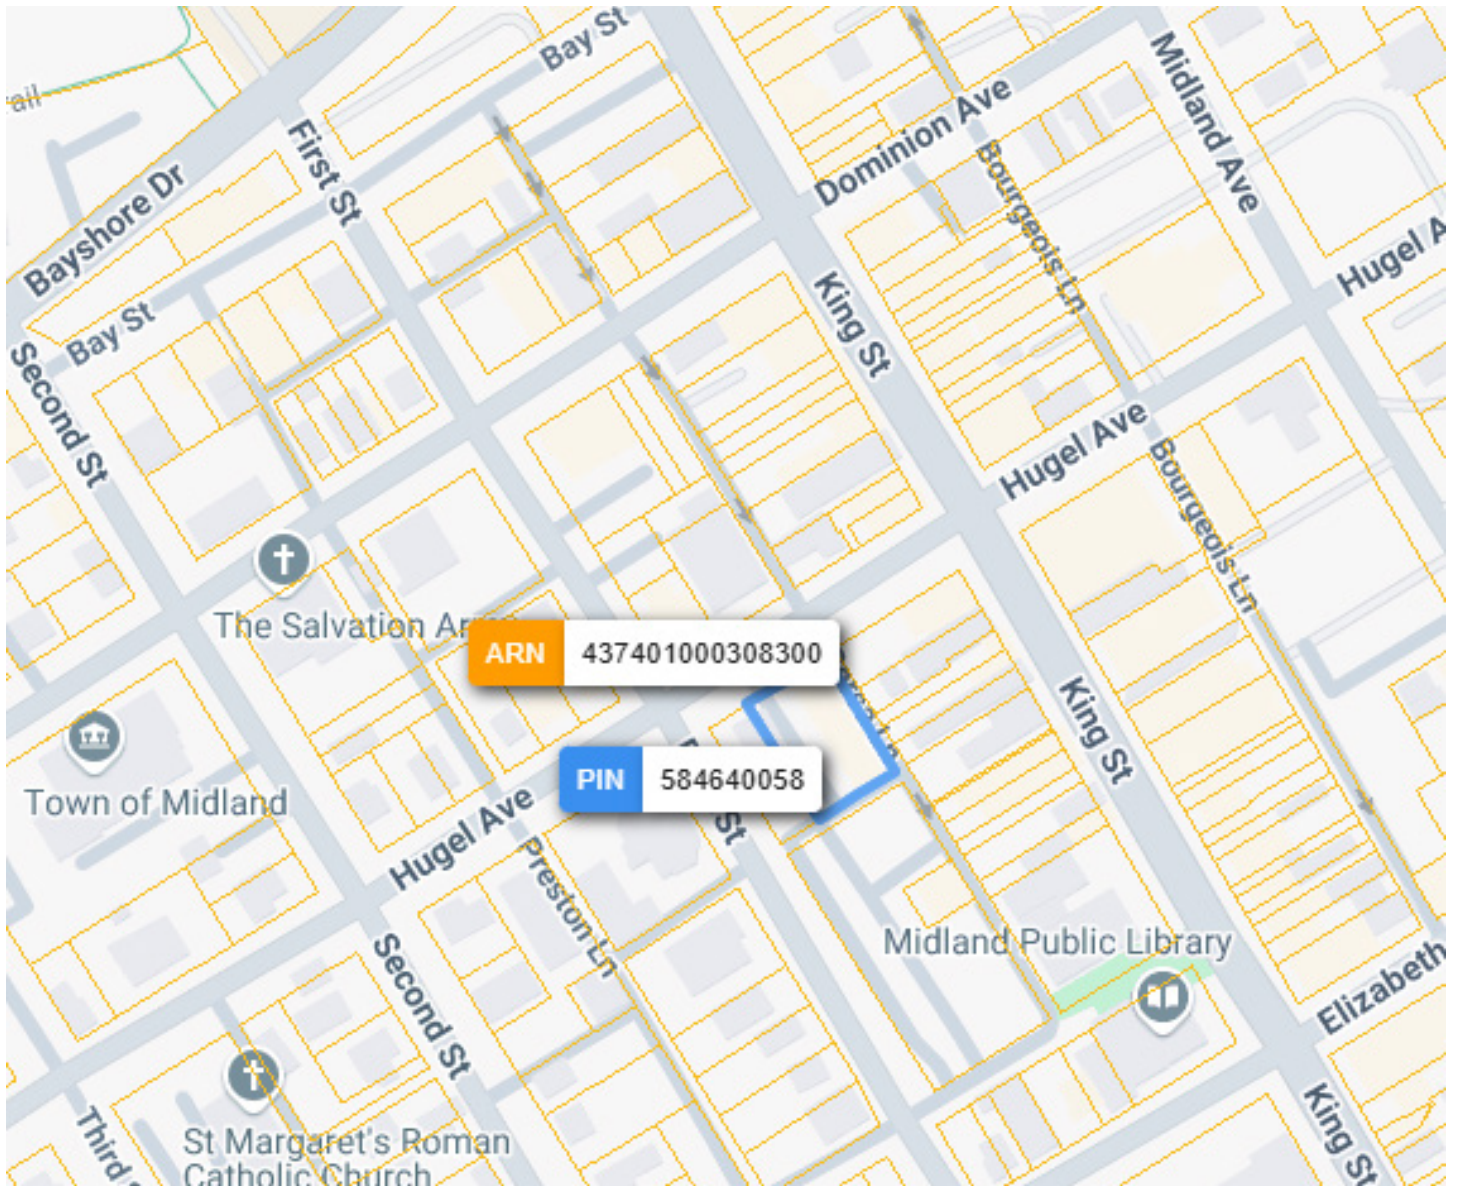 Bay St
Midland Ave
Dominion Ave
First St
Bourgeois Ln
Bayshore Dr
Hugel
King St
Bay St
Second St
Hugel Ave
Bourgeois Ln
The Salvation
ARN 437401000308300
King St
Town of Midland
PIN 584640058
St
Hugel Ave
Preston Ln
Midland Public Library
Second St
Elizabeth
King St
Third
St Margaret's Roman
Catholic Church